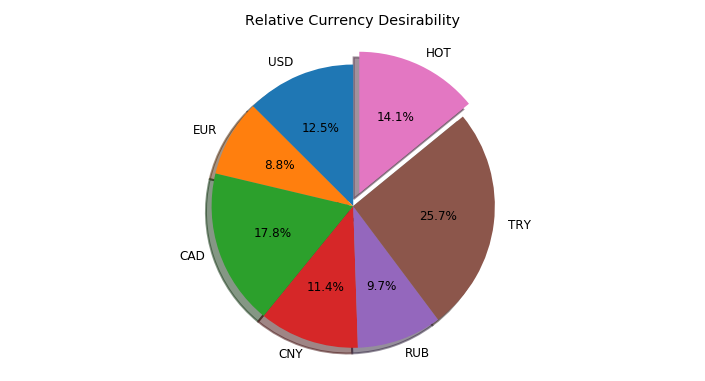 Relative Currency Desirability
HOT
USD
14.1%
12.5%
EUR
8.8%
25.7%
TRY
17.8%
CAD
11.4%
9.7%
CNY
RUB